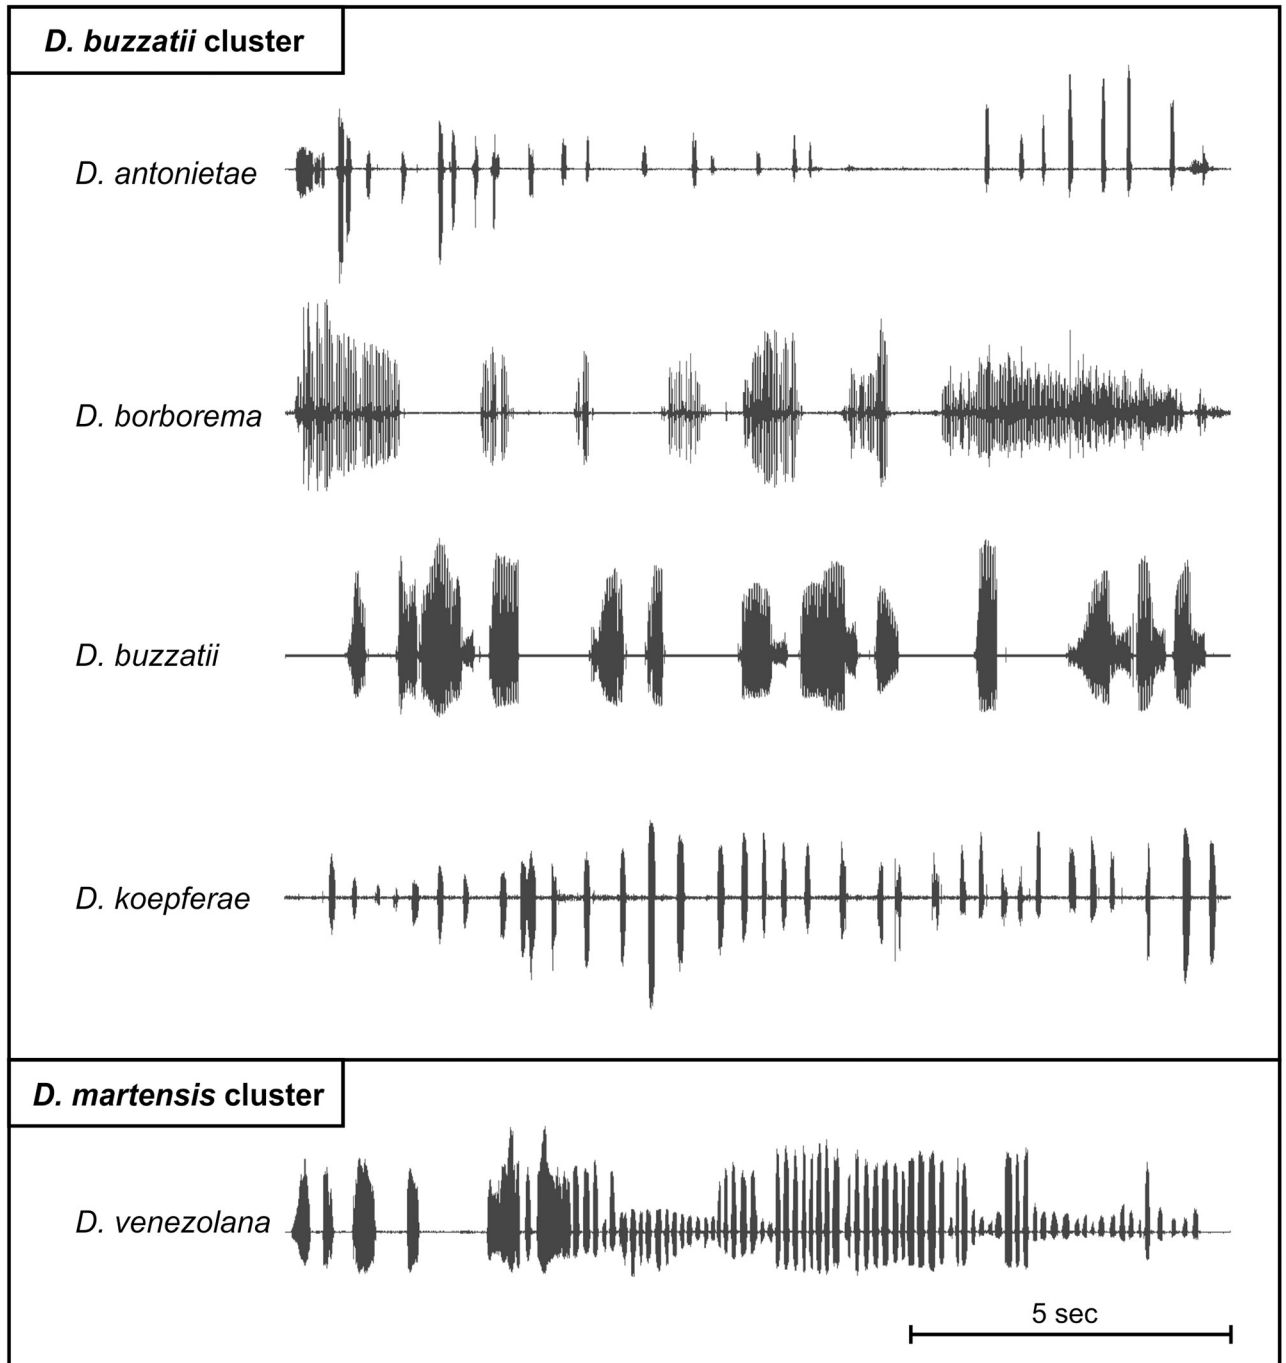 D. buzzatii cluster
D. antonietae
D. borborema
D. buzzatii
D. koepferae
D. martensis cluster
D. venezolana
5 sec